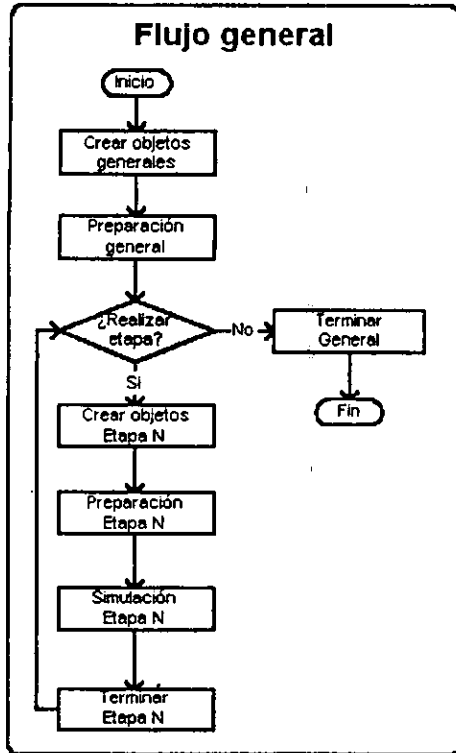 Flujo general
Inicio
Crear objetos
generales
Preparación
general
¿Realizar
etapa?
No
Terminar
General
Si
Fin
Crear objetos
Etapa N
Preparación
Etapa N
Simulación
Etapa N
Terminar
Etapa N